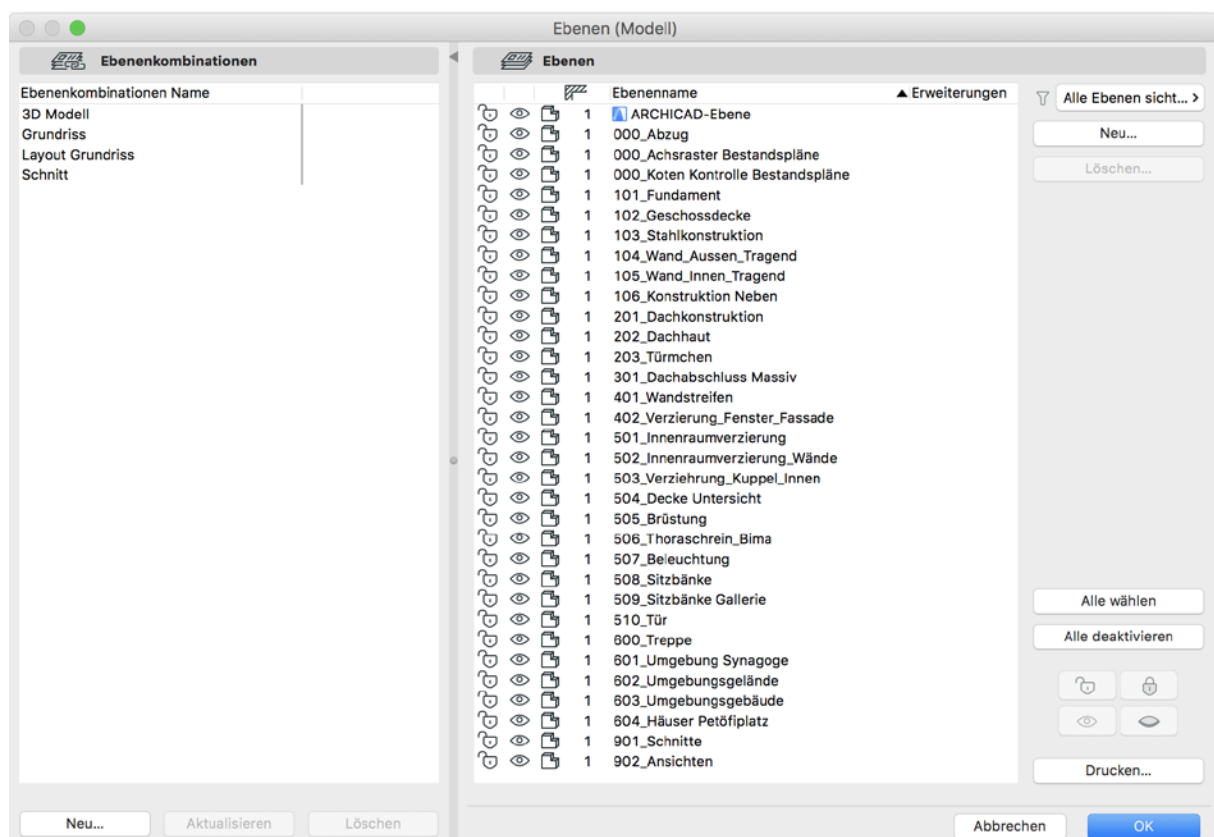 Ebenen (Modell)
Ebenenkombinationen
Ebenenkombinationen Name
3D Modell
Grundriss
Layout Grundriss
Schnitt
Neu...
Aktualisieren
Löschen
Ebenen
Ebenenname ▲ Erweiterungen
1 ARCHICAD-Ebene
1 000_Abzug
1 000_Achsraster Bestandspläne
1 000_Koten Kontrolle Bestandspläne
1 101_Fundament
1 102_Geschossdecke
1 103_Stahlkonstruktion
1 104_Wand_Aussen_Tragend
1 105_Wand_Innen_Tragend
1 106_Konstruktion Neben
1 201_Dachkonstruktion
1 202_Dachhaut
1 203_Türmchen
1 301_Dachabschluss Massiv
1 401_Wandstreifen
1 402_Verzierung_Fenster_Fassade
1 501_Innenraumverzierung
1 502_Innenraumverzierung_Wände
1 503_Verziehrung_Kuppel_Innen
1 504_Decke Untersicht
1 505_Brüstung
1 506_Thoraschrein_Bima
1 507_Beleuchtung
1 508_Sitzbänke
1 509_Sitzbänke Gallerie
1 510_Tür
1 600_Treppe
1 601_Umgebung Synagoge
1 602_Umgebungsgelände
1 603_Umgebungsgebäude
1 604_Häuser Petöfiplatz
1 901_Schnitte
1 902_Ansichten
Alle Ebenen sicht... >
Neu...
Löschen...
Alle wählen
Alle deaktivieren
Drucken...
Abbrechen
OK